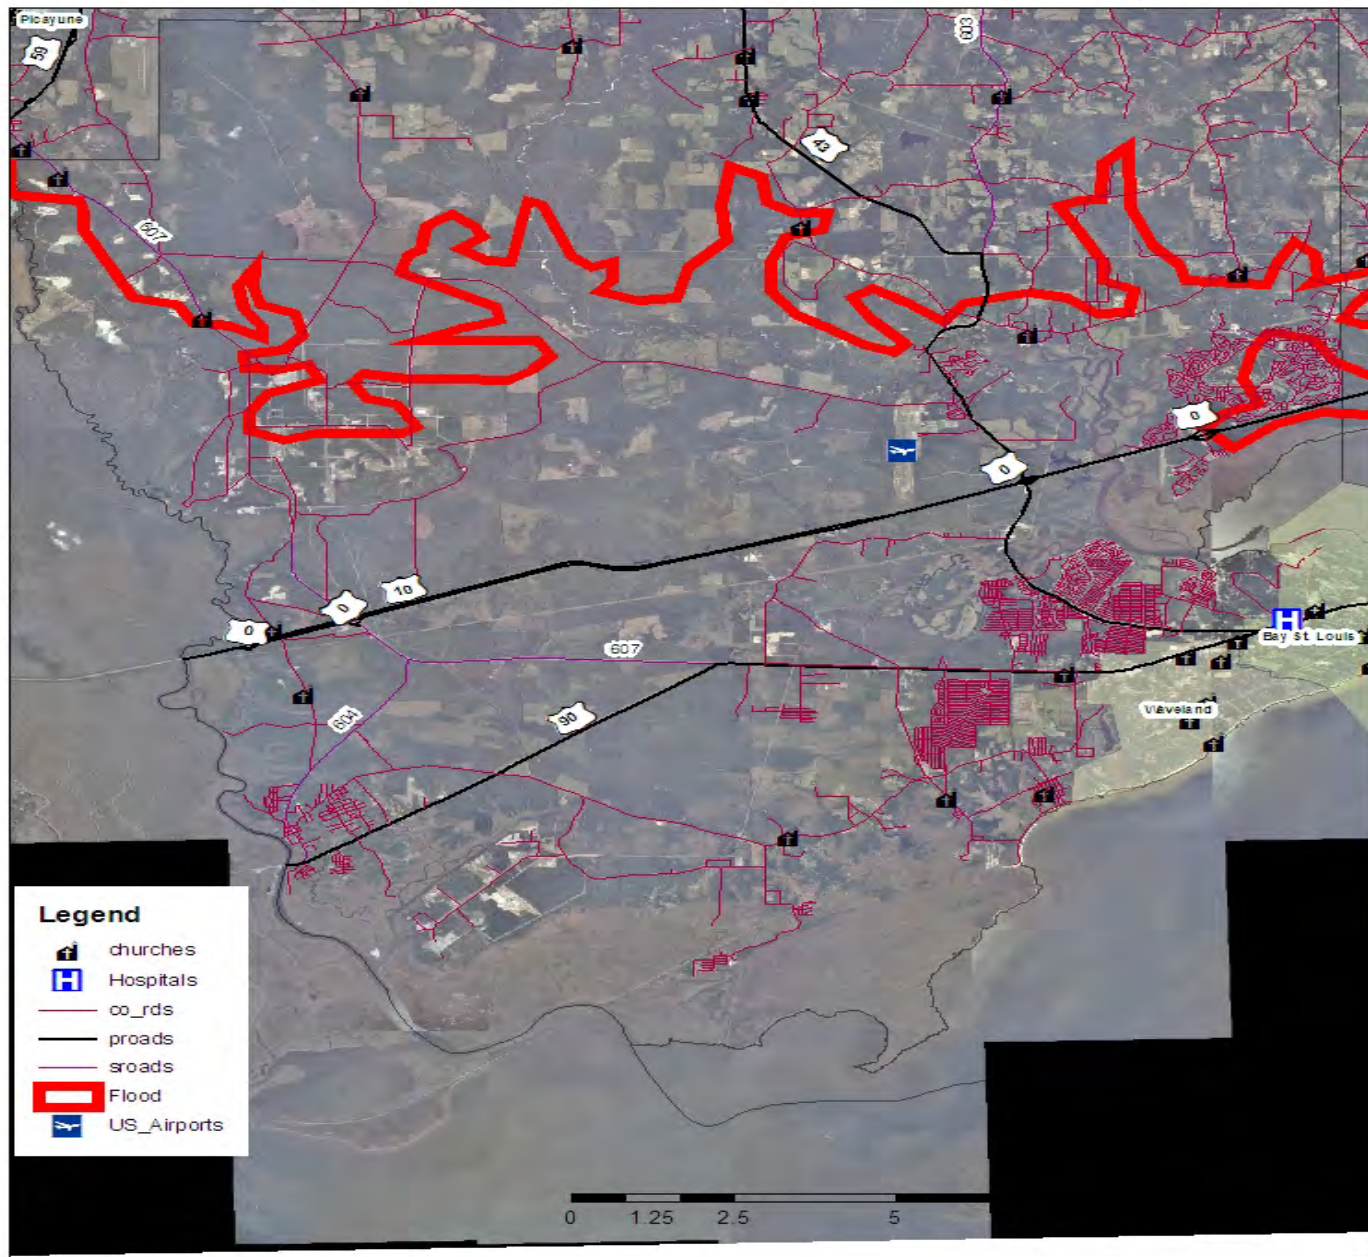 Picayune
59
603
43
607
0
0
10
0
0
607
604
90
Bay St. Louis
Waveland
Legend
churches
H Hospitals
co_rds
proads
sroads
Flood
US_Airports
H
0 1.25 2.5 5